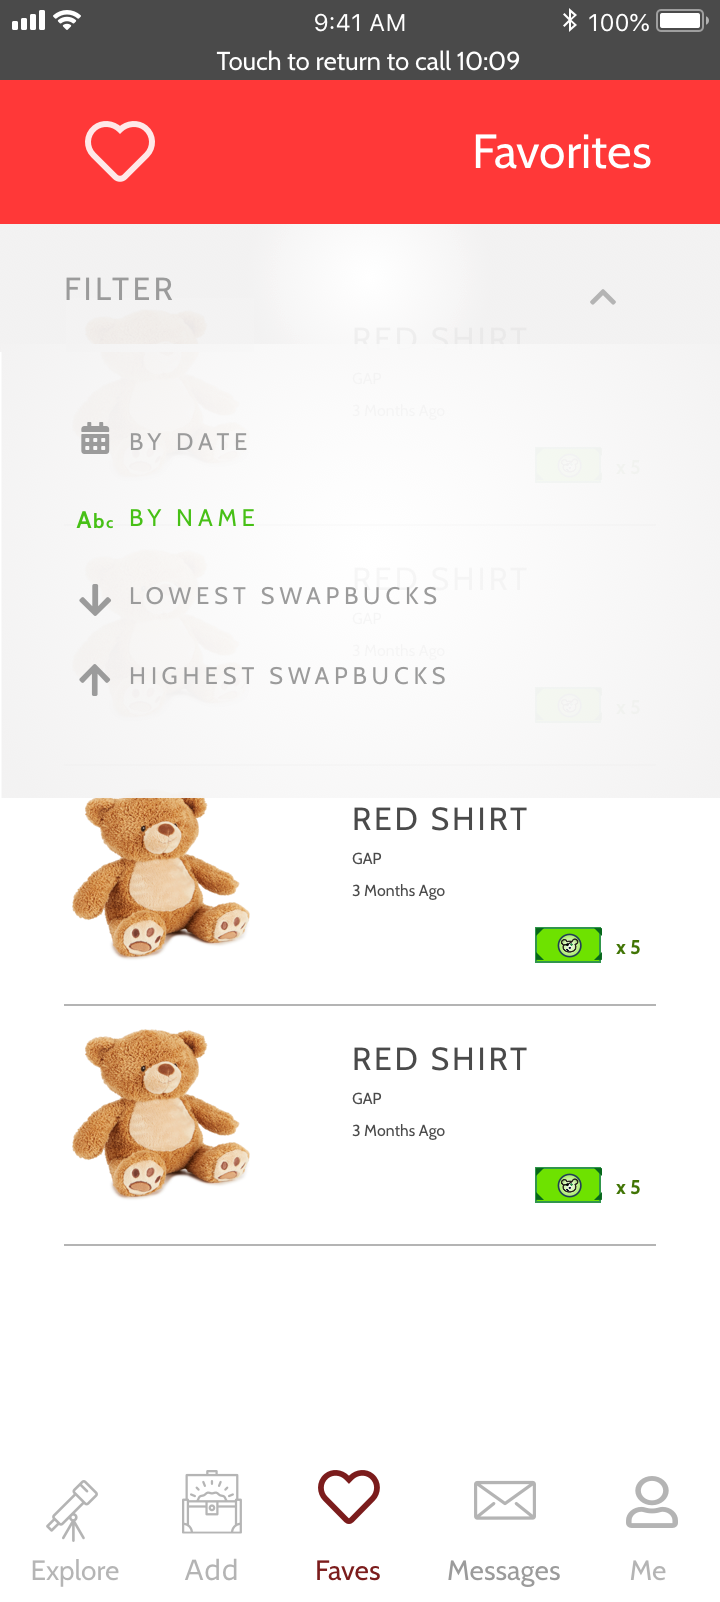 9:41 AM
100%
Touch to return to call 10:09
Favorites
FILTER
RED SHIRT
GAP
3 Months Ago
BY DATE
x 5
Abc BY NAME
RED SHIRT
LOWEST SWAPBUCKS
GAP
3 Months Ago
HIGHEST SWAPBUCKS
x 5
RED SHIRT
GAP
3 Months Ago
x 5
RED SHIRT
GAP
3 Months Ago
x 5
Explore
Add
Faves
Messages
Me